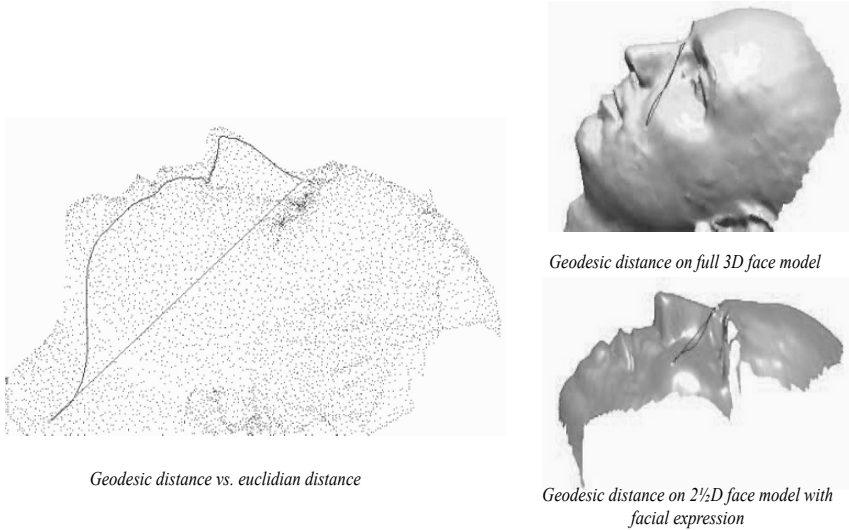 Geodesic distance vs. euclidian distance
Geodesic distance on full 3D face model
Geodesic distance on 2½D face model with
facial expression